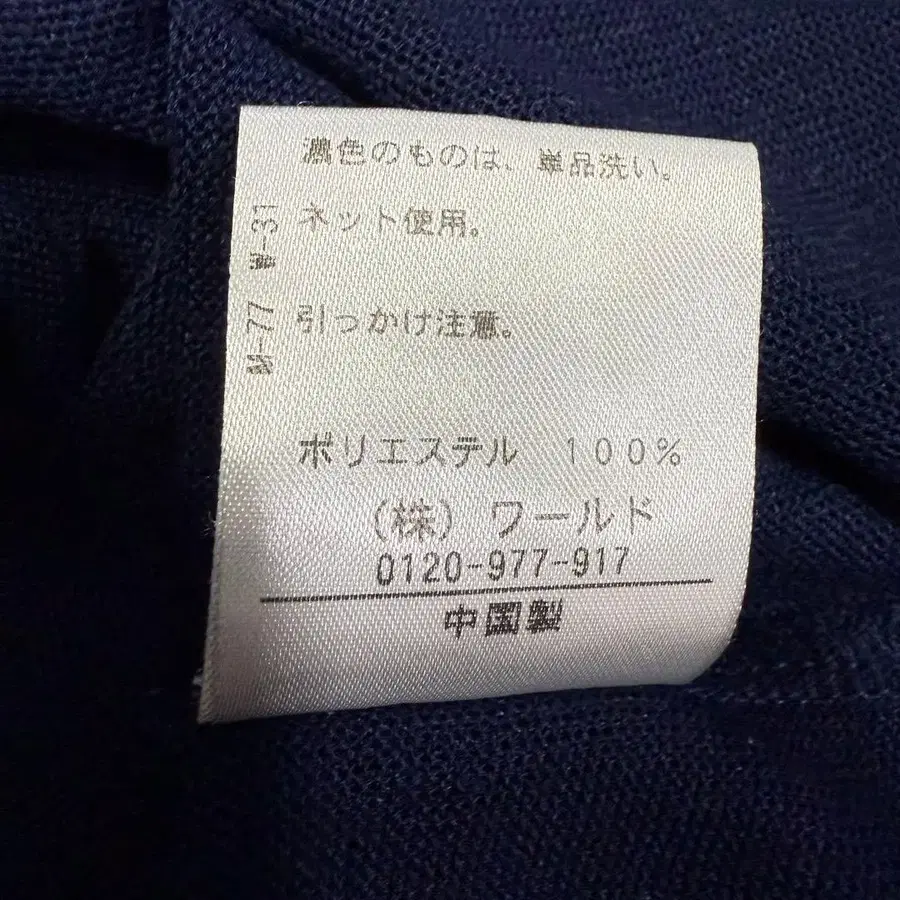 濃色のものは、単品洗い。
ネット使用。
引っかけ注意。
ポリエステル 100%
(株) ワールド
0120-977-917
中国製
M-77 W-31